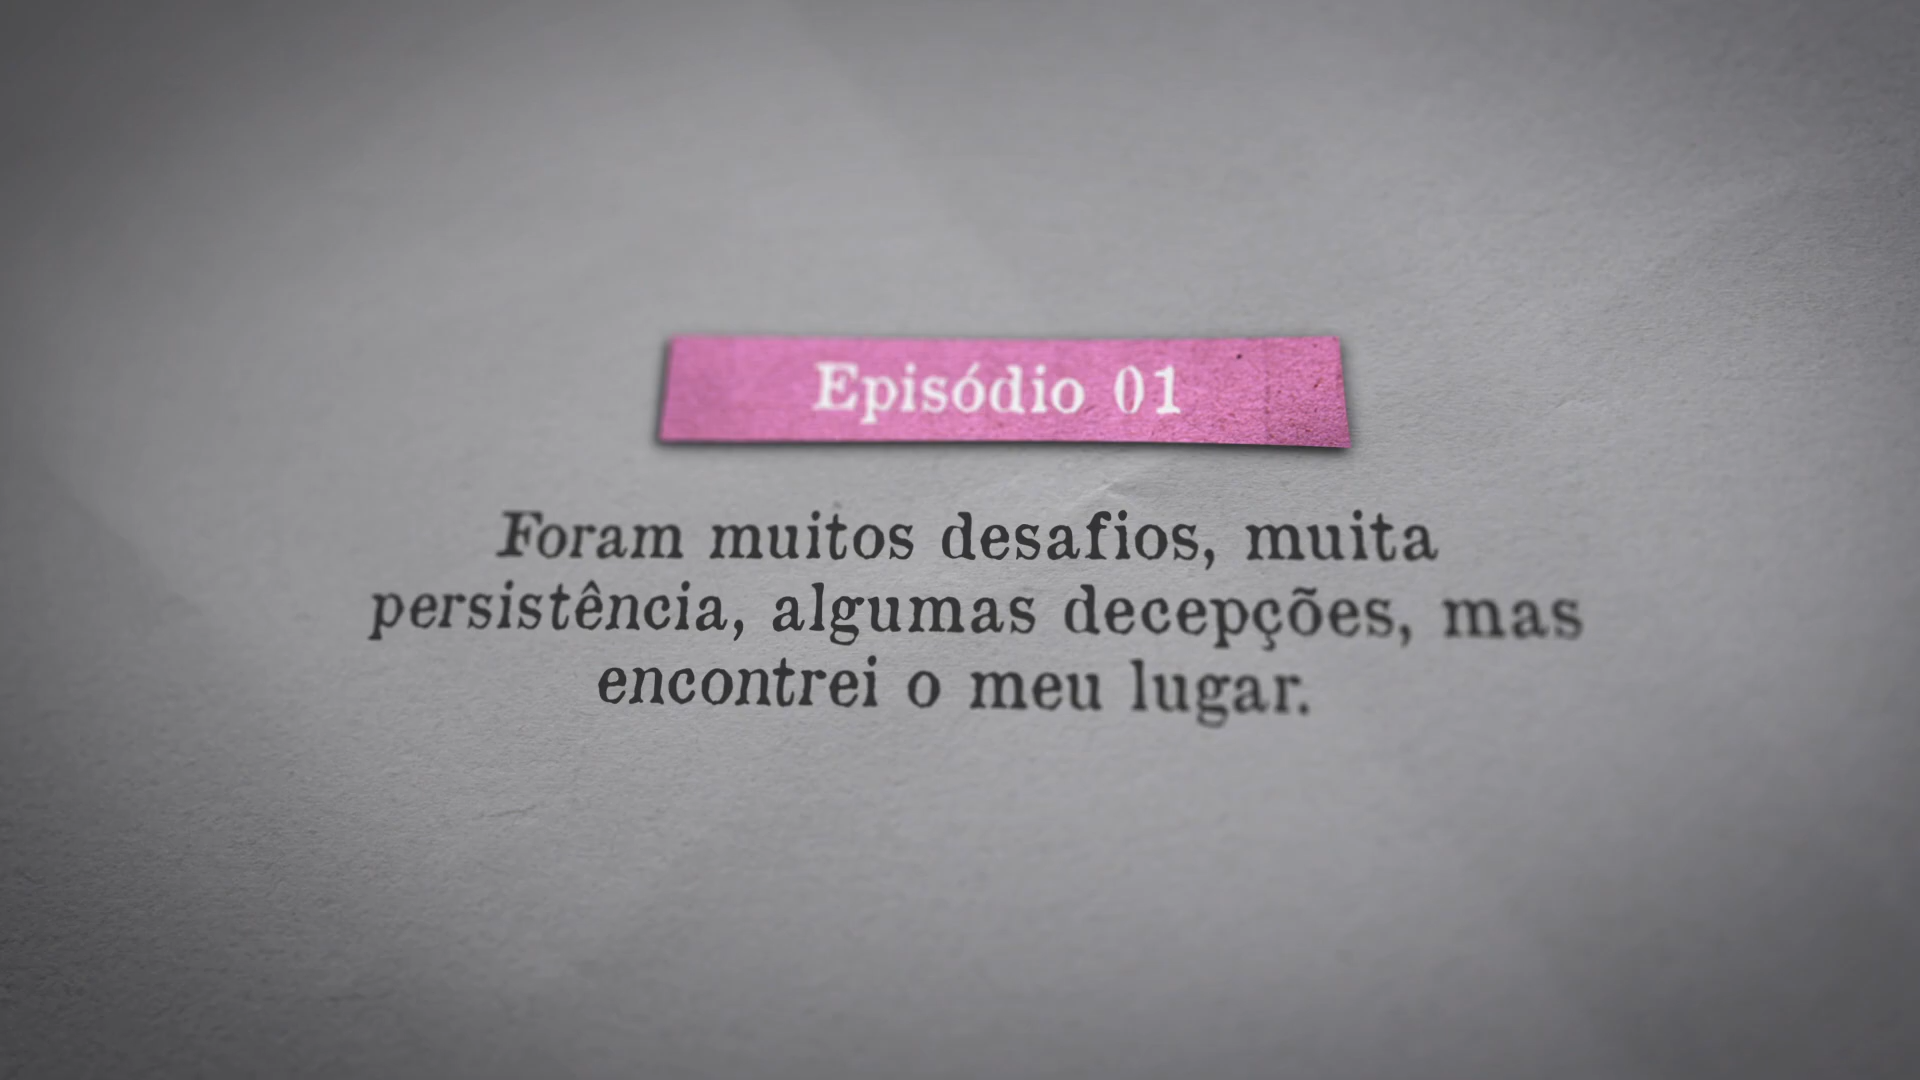 Episódio 01
Foram muitos desafios, muita
persistência, algumas decepções, mas
encontrei o meu lugar.